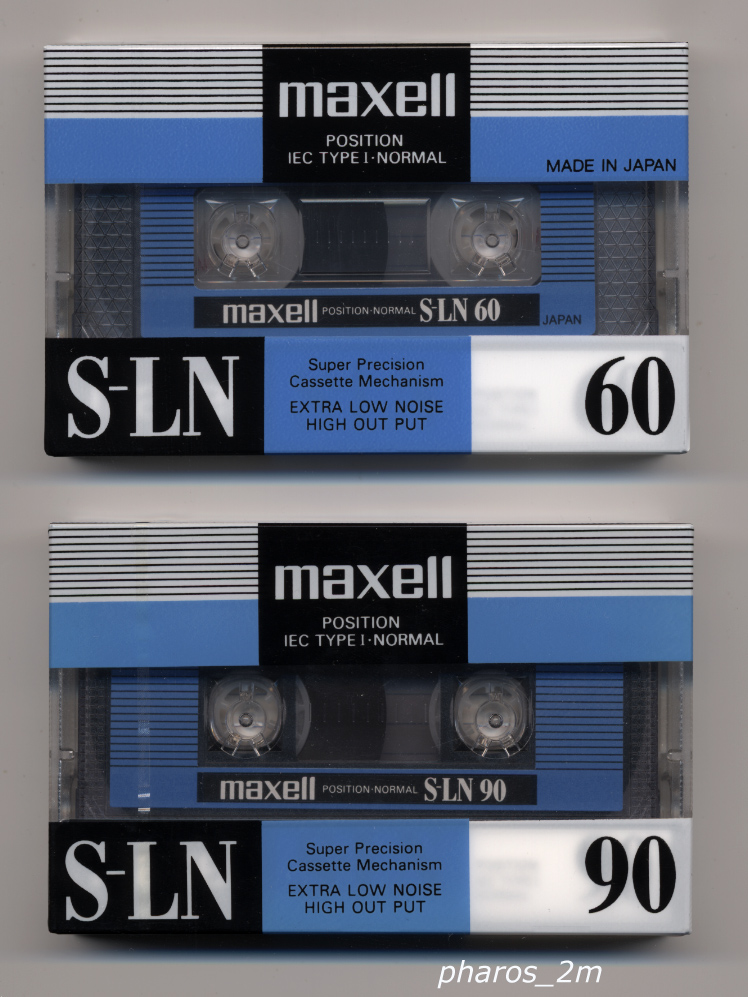 maxell
POSITION
IEC TYPE I·NORMAL
MADE IN JAPAN
maxell POSITION·NORMAL S-LN 60
JAPAN
S-LN
Super Precision
Cassette Mechanism
EXTRA LOW NOISE
HIGH OUT PUT
60
maxell
POSITION
IEC TYPE I·NORMAL
maxell POSITION·NORMAL S-LN 90
S-LN
Super Precision
Cassette Mechanism
EXTRA LOW NOISE
HIGH OUT PUT
90
pharos_2m